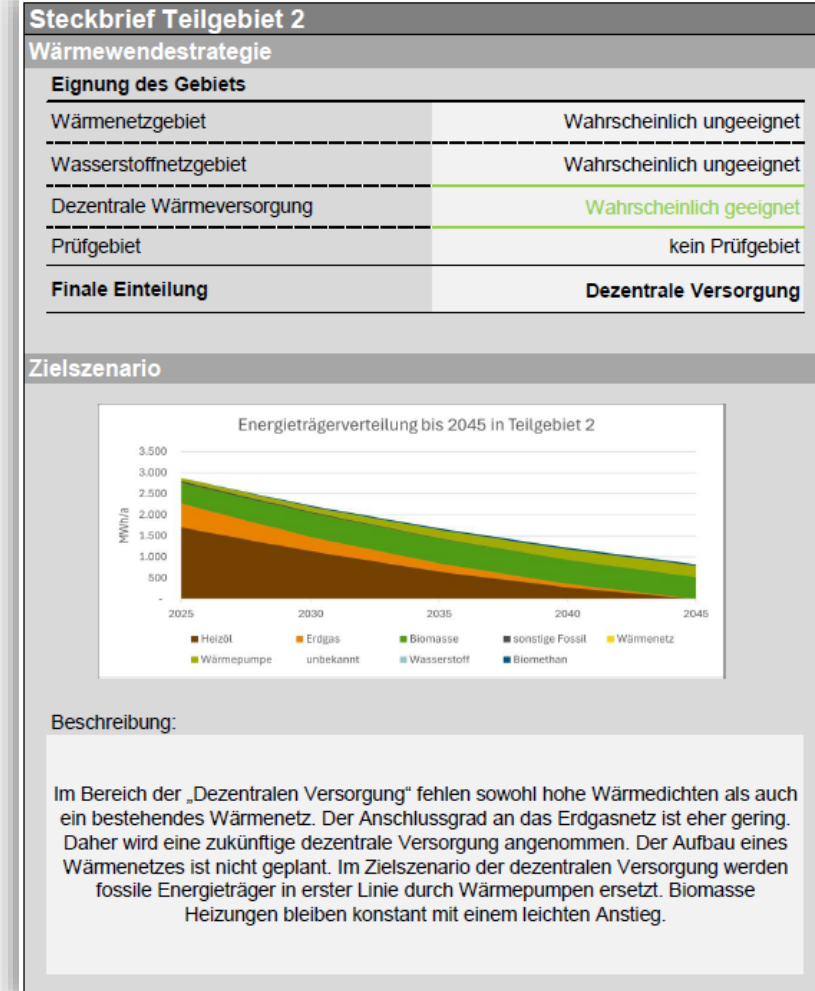 Steckbrief Teilgebiet 2
Wärmewendestrategie
Eignung des Gebiets
Wärmenetzgebiet Wahrscheinlich ungeeignet
Wasserstoffnetzgebiet Wahrscheinlich ungeeignet
Dezentrale Wärmeversorgung Wahrscheinlich geeignet
Prüfgebiet kein Prüfgebiet
Finale Einteilung Dezentrale Versorgung
Zielszenario
Energieträgerverteilung bis 2045 in Teilgebiet 2
3.500
3.000
2.500
2.000
1.500
1.000
500
-
MWh/a
2025 2030 2035 2040 2045
Heizöl Erdgas Biomasse sonstige Fossil Wärmenetz
Wärmepumpe unbekannt Wasserstoff Biomethan
Beschreibung:
Im Bereich der „Dezentralen Versorgung“ fehlen sowohl hohe Wärmedichten als auch
ein bestehendes Wärmenetz. Der Anschlussgrad an das Erdgasnetz ist eher gering.
Daher wird eine zukünftige dezentrale Versorgung angenommen. Der Aufbau eines
Wärmenetzes ist nicht geplant. Im Zielszenario der dezentralen Versorgung werden
fossile Energieträger in erster Linie durch Wärmepumpen ersetzt. Biomasse
Heizungen bleiben konstant mit einem leichten Anstieg.